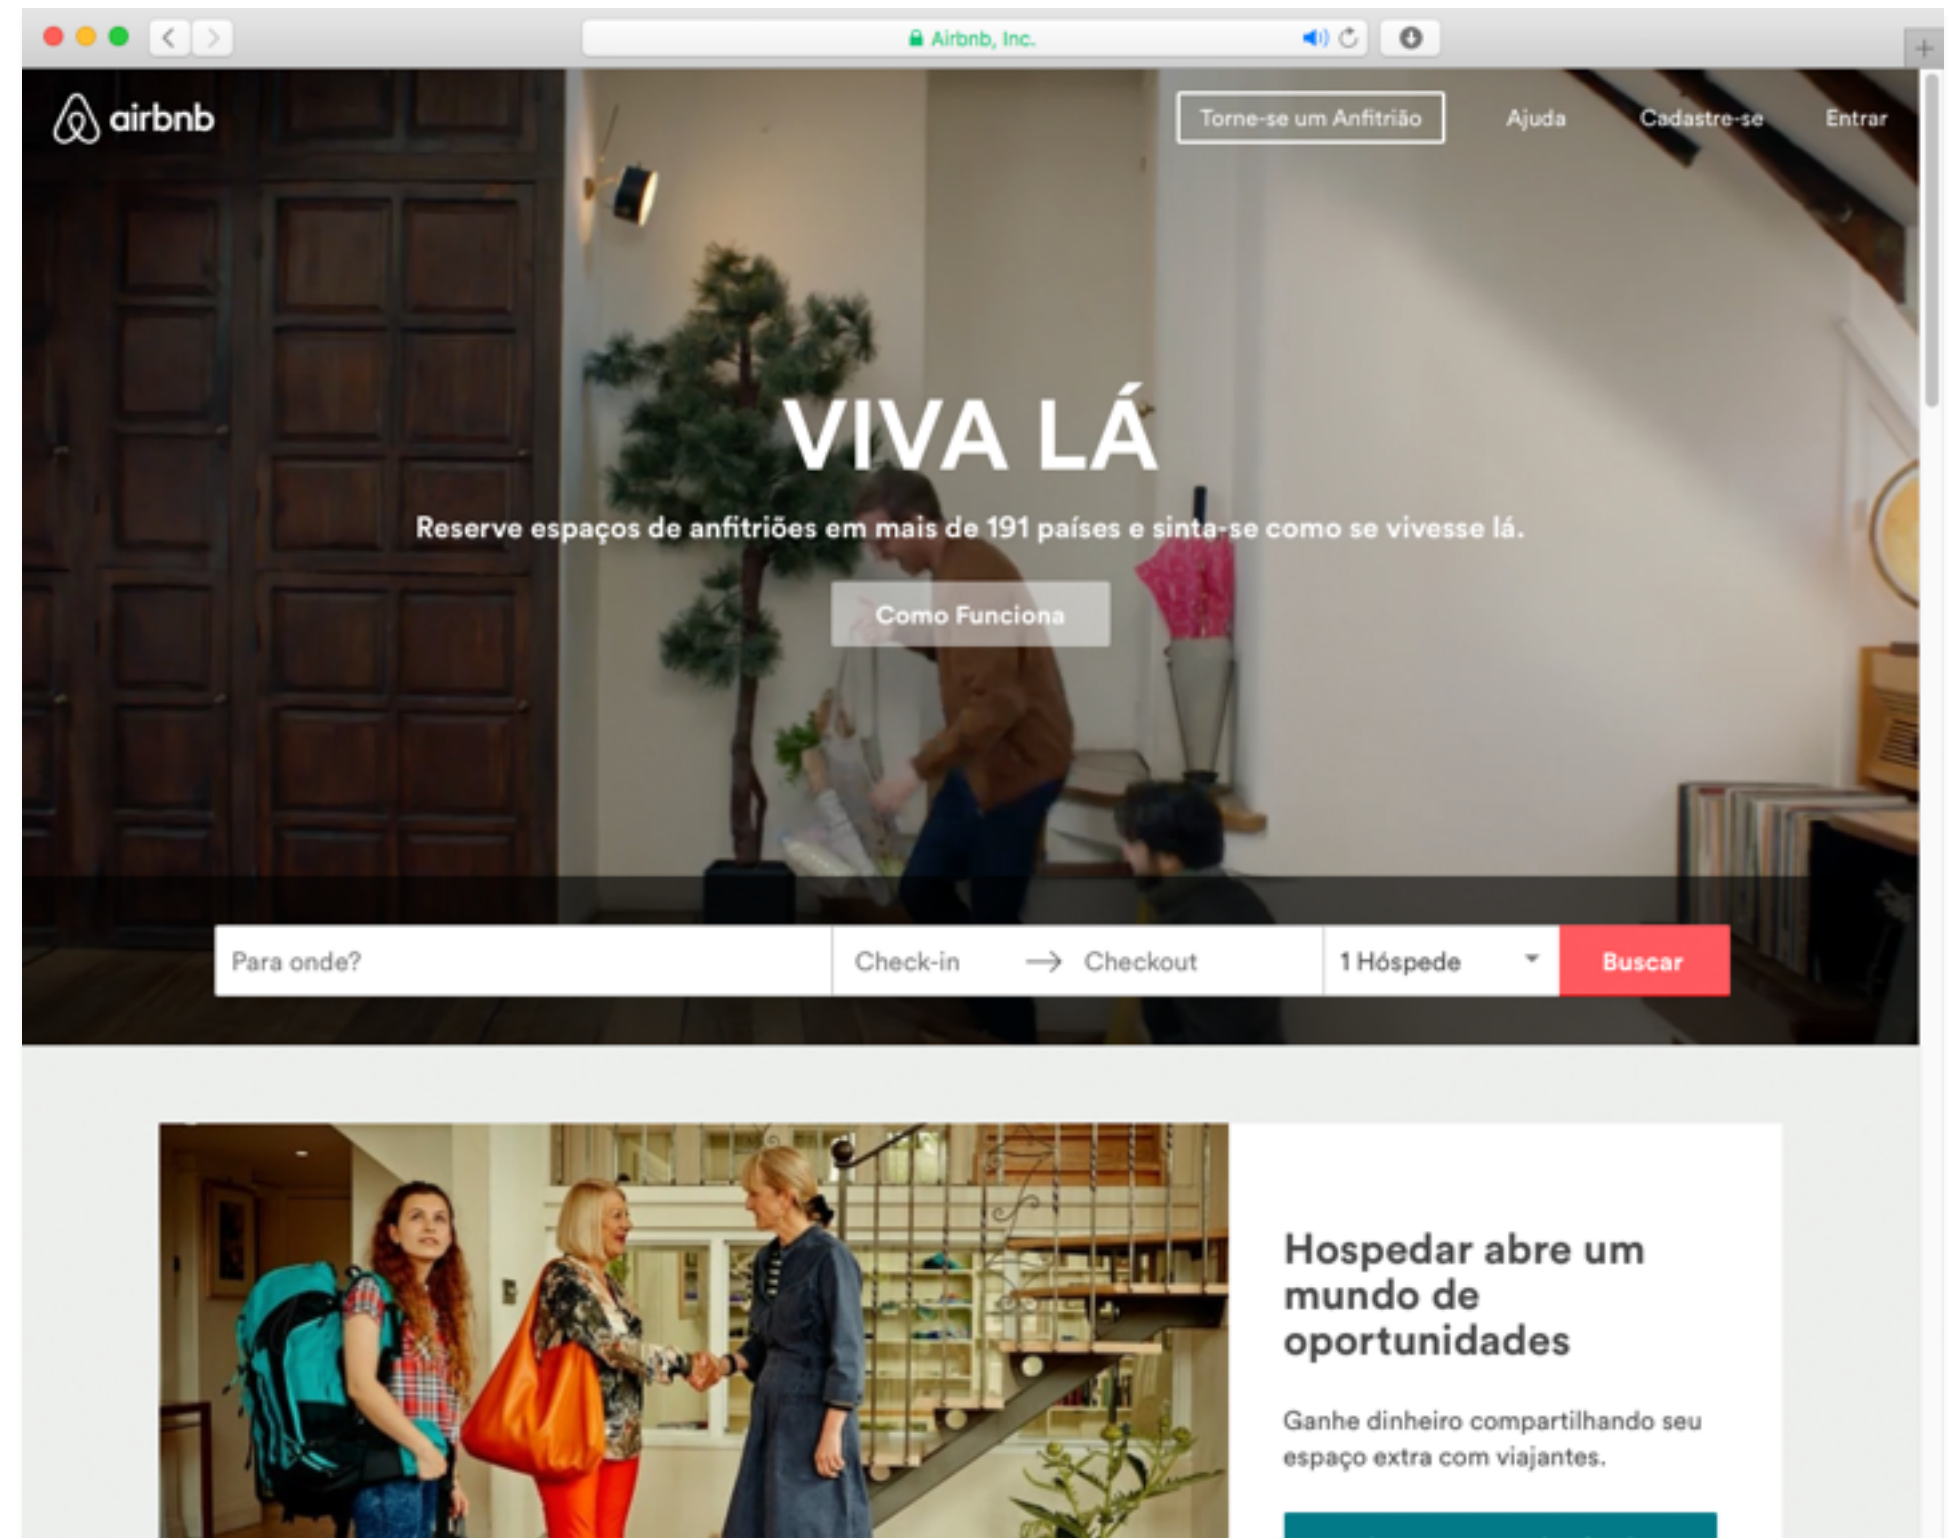 Airbnb, Inc.
airbnb
Torne-se um Anfitrião
Ajuda
Cadastre-se
Entrar
VIVA LÁ
Reserve espaços de anfitriões em mais de 191 países e sinta-se como se vivesse lá.
Como Funciona
Para onde?
Check-in → Checkout
1 Hóspede
Buscar
Hospedar abre um
mundo de
oportunidades
Ganhe dinheiro compartilhando seu
espaço extra com viajantes.